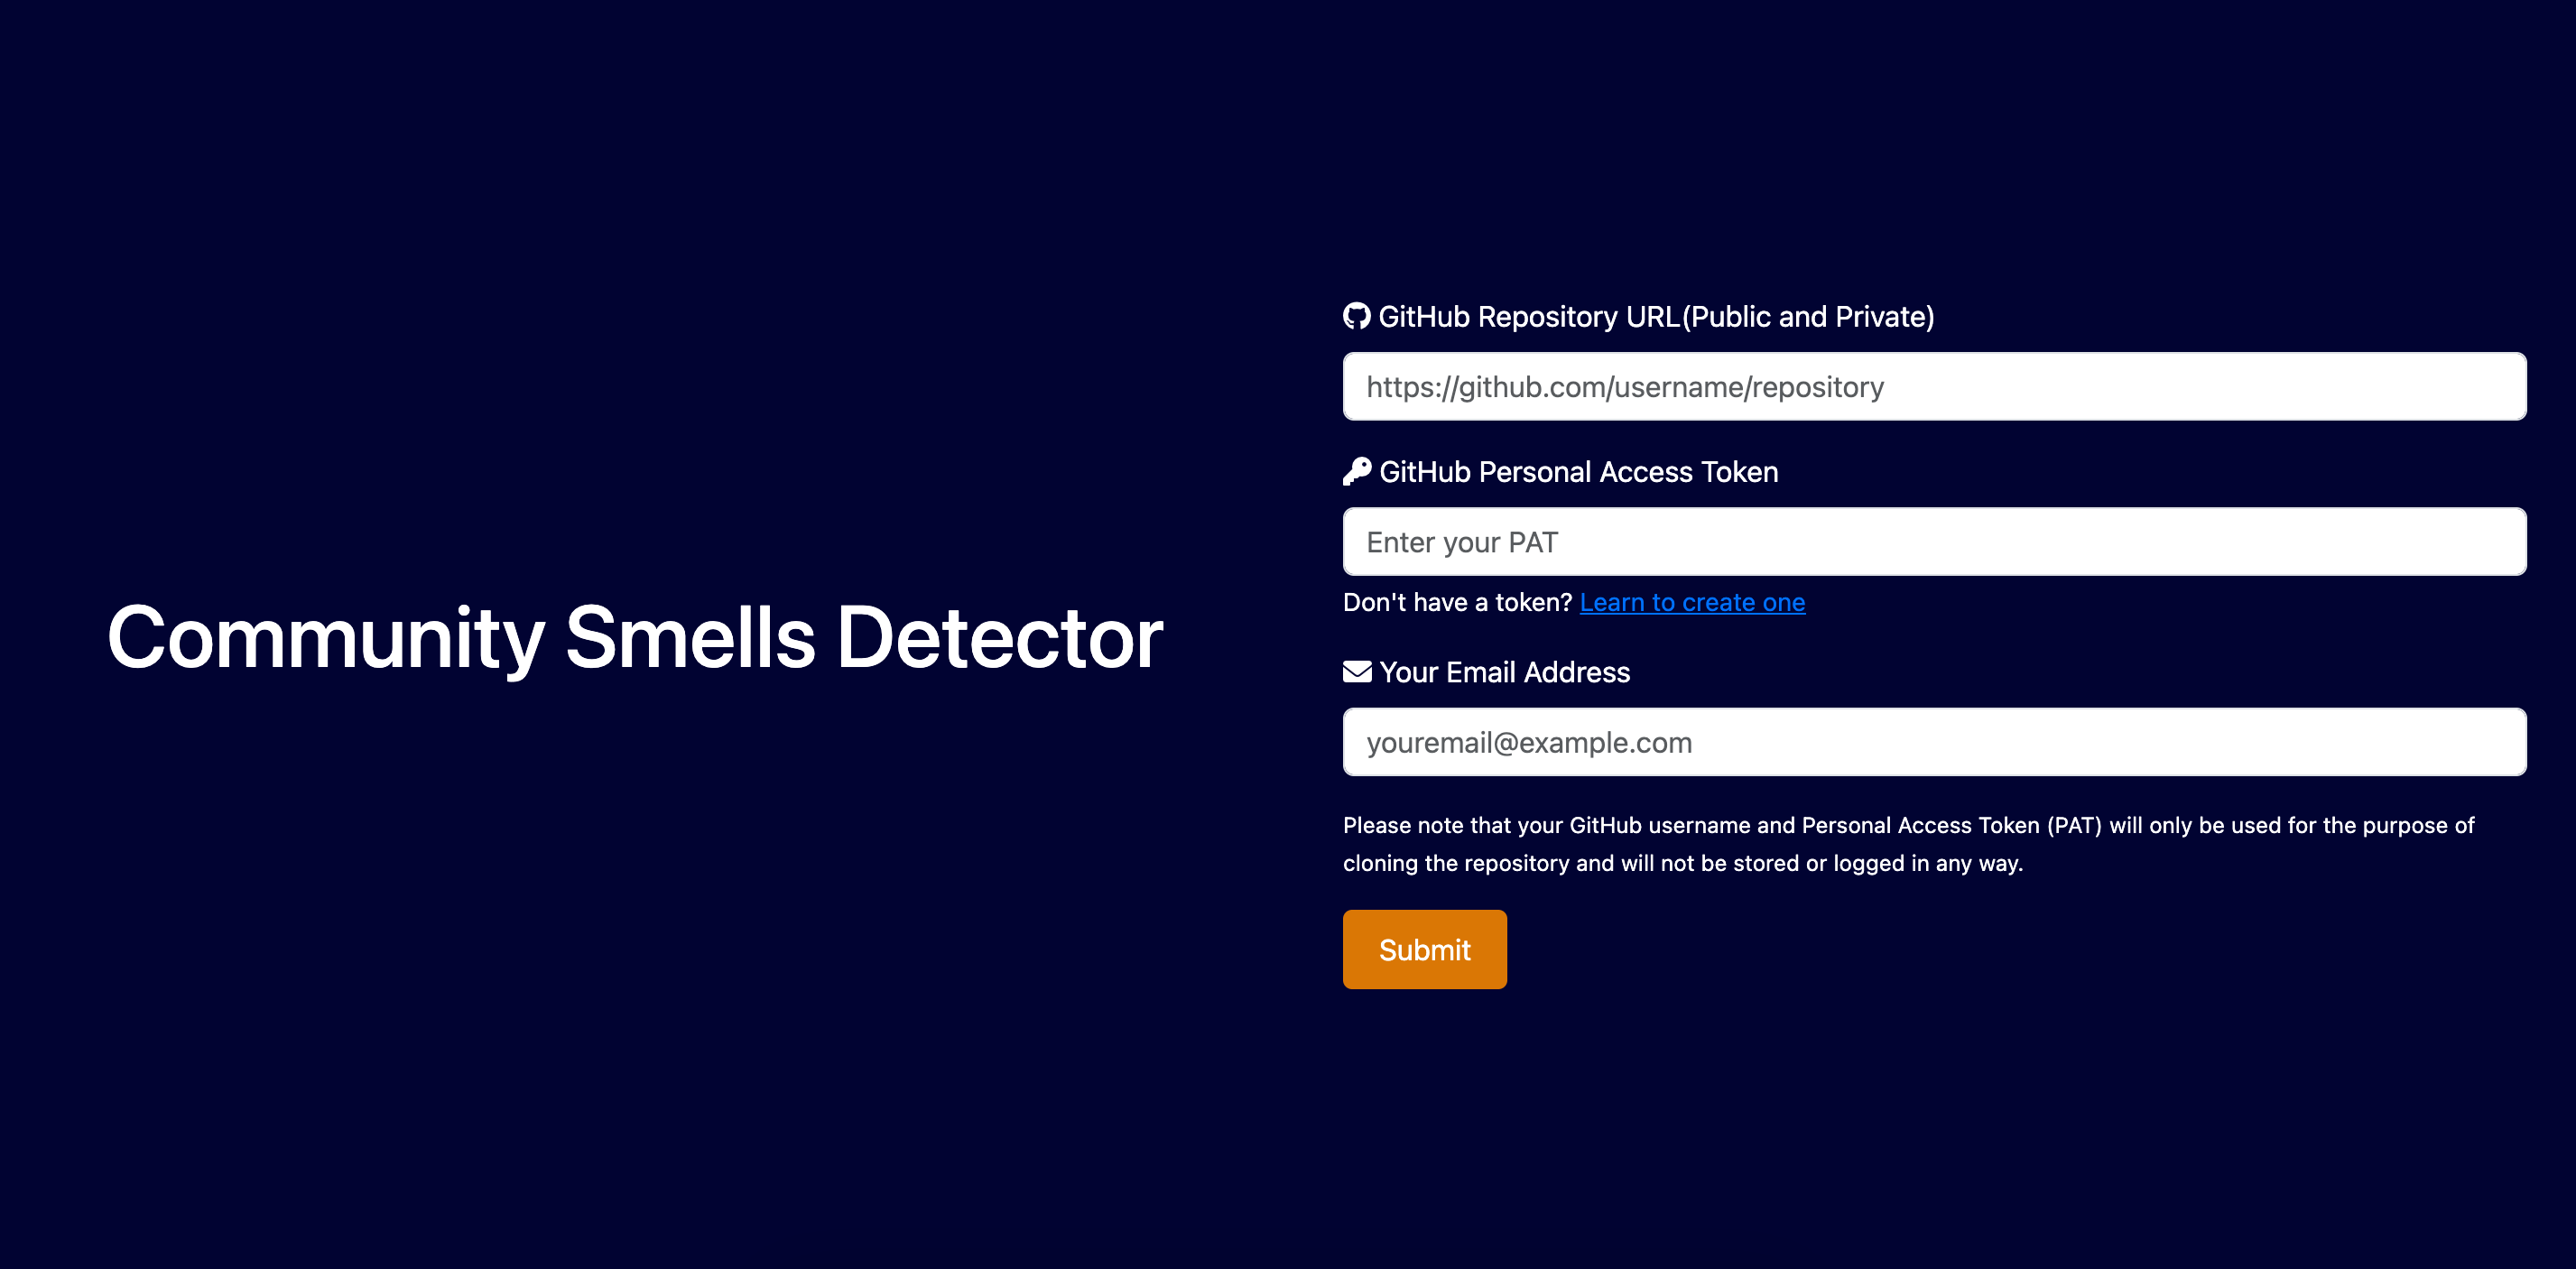 Community Smells Detector
GitHub Repository URL(Public and Private)
https://github.com/username/repository
GitHub Personal Access Token
Enter your PAT
Don't have a token? Learn to create one
Your Email Address
youremail@example.com
Please note that your GitHub username and Personal Access Token (PAT) will only be used for the purpose of
cloning the repository and will not be stored or logged in any way.
Submit